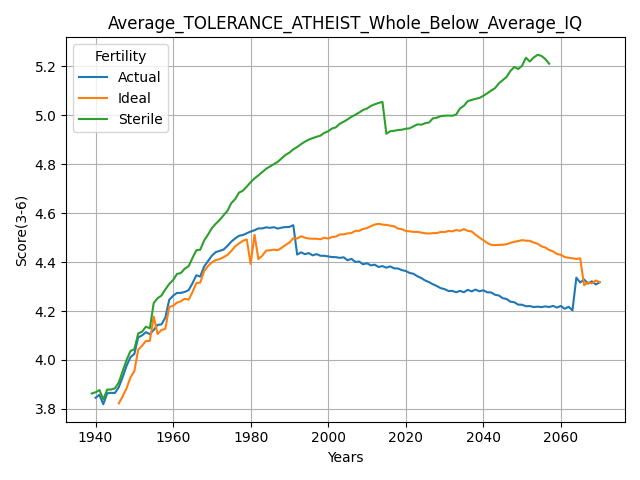 Average_TOLERANCE_ATHEIST_Whole_Below_Average_IQ
Fertility
Actual
Ideal
Sterile
Score(3-6)
5.2
5.0
4.8
4.6
4.4
4.2
4.0
3.8
1940 1960 1980 2000 2020 2040 2060
Years